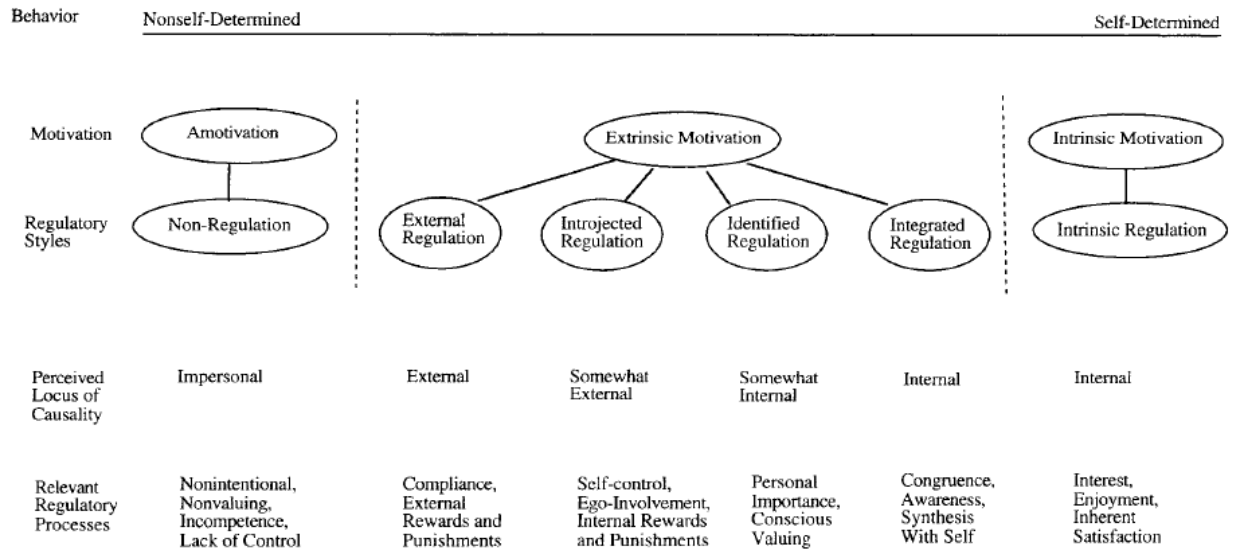 Behavior
Nonself-Determined
Self-Determined
Motivation
Amotivation
Extrinsic Motivation
Intrinsic Motivation
Regulatory
Styles
Non-Regulation
External
Regulation
Introjected
Regulation
Identified
Regulation
Integrated
Regulation
Intrinsic Regulation
Perceived
Locus of
Causality
Impersonal
External
Somewhat
External
Somewhat
Internal
Internal
Internal
Relevant
Regulatory
Processes
Nonintentional,
Nonvaluing,
Incompetence,
Lack of Control
Compliance,
External
Rewards and
Punishments
Self-control,
Ego-Involvement,
Internal Rewards
and Punishments
Personal
Importance,
Conscious
Valuing
Congruence,
Awareness,
Synthesis
With Self
Interest,
Enjoyment,
Inherent
Satisfaction